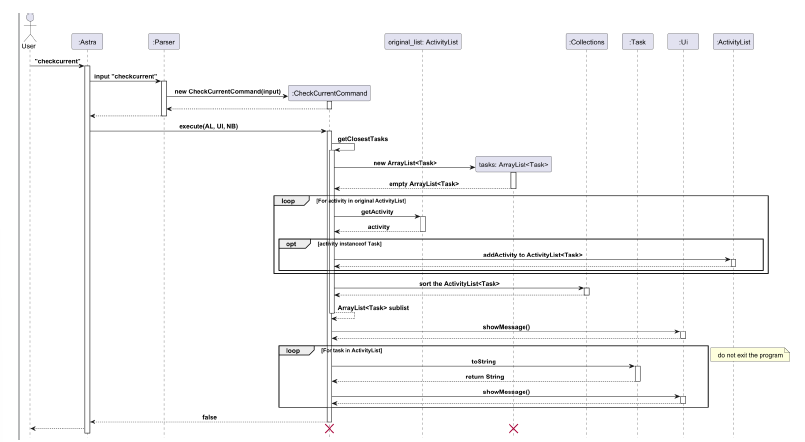 User
:Astra
:Parser
original_list: ActivityList
:Collections
:Task
:Ui
:ActivityList
"checkcurrent"
input "checkcurrent"
new CheckCurrentCommand(input)
:CheckCurrentCommand
execute(AL, UI, NB)
getClosestTasks
new ArrayList<Task>
tasks: ArrayList<Task>
empty ArrayList<Task>
loop
[For activity in original ActivityList]
getActivity
activity
opt
[activity instanceof Task]
addActivity to ActivityList<Task>
sort the ActivityList<Task>
ArrayList<Task> sublist
showMessage()
loop
[For task in ActivityList]
do not exit the program
toString
return String
showMessage()
false